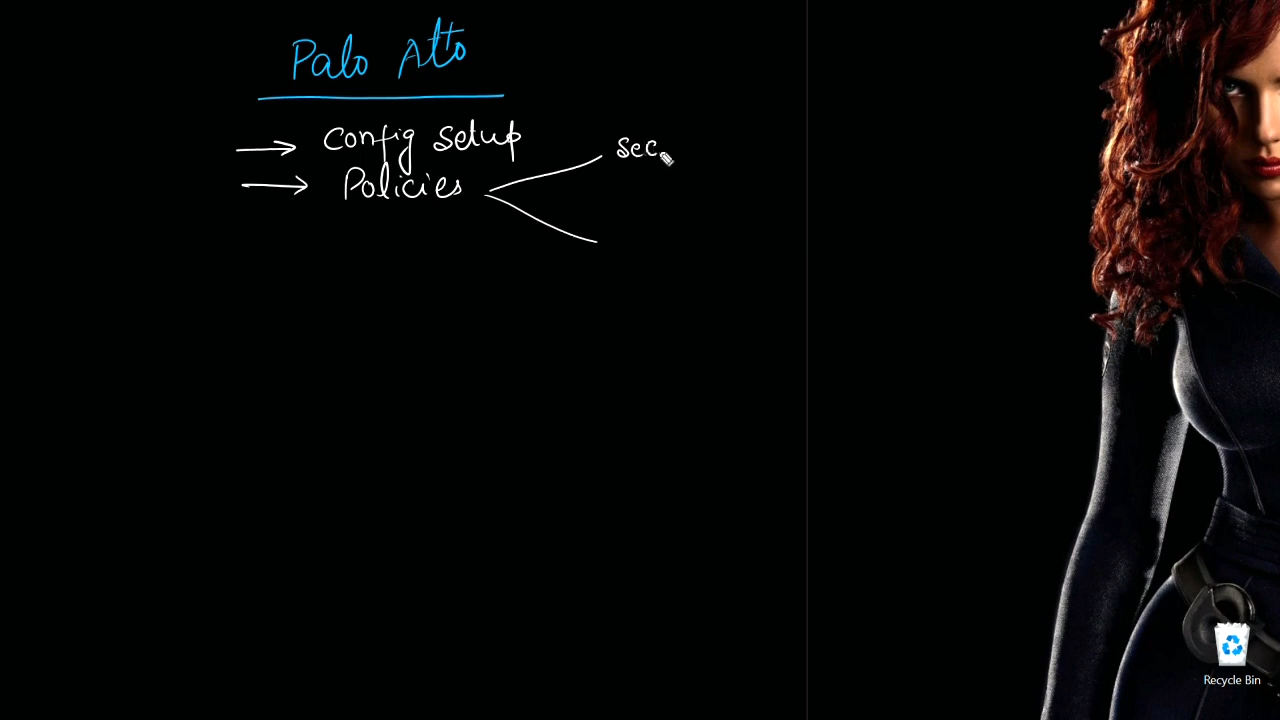 Palo Alto
→ Config Setup
→ Policies
Sec
Recycle Bin